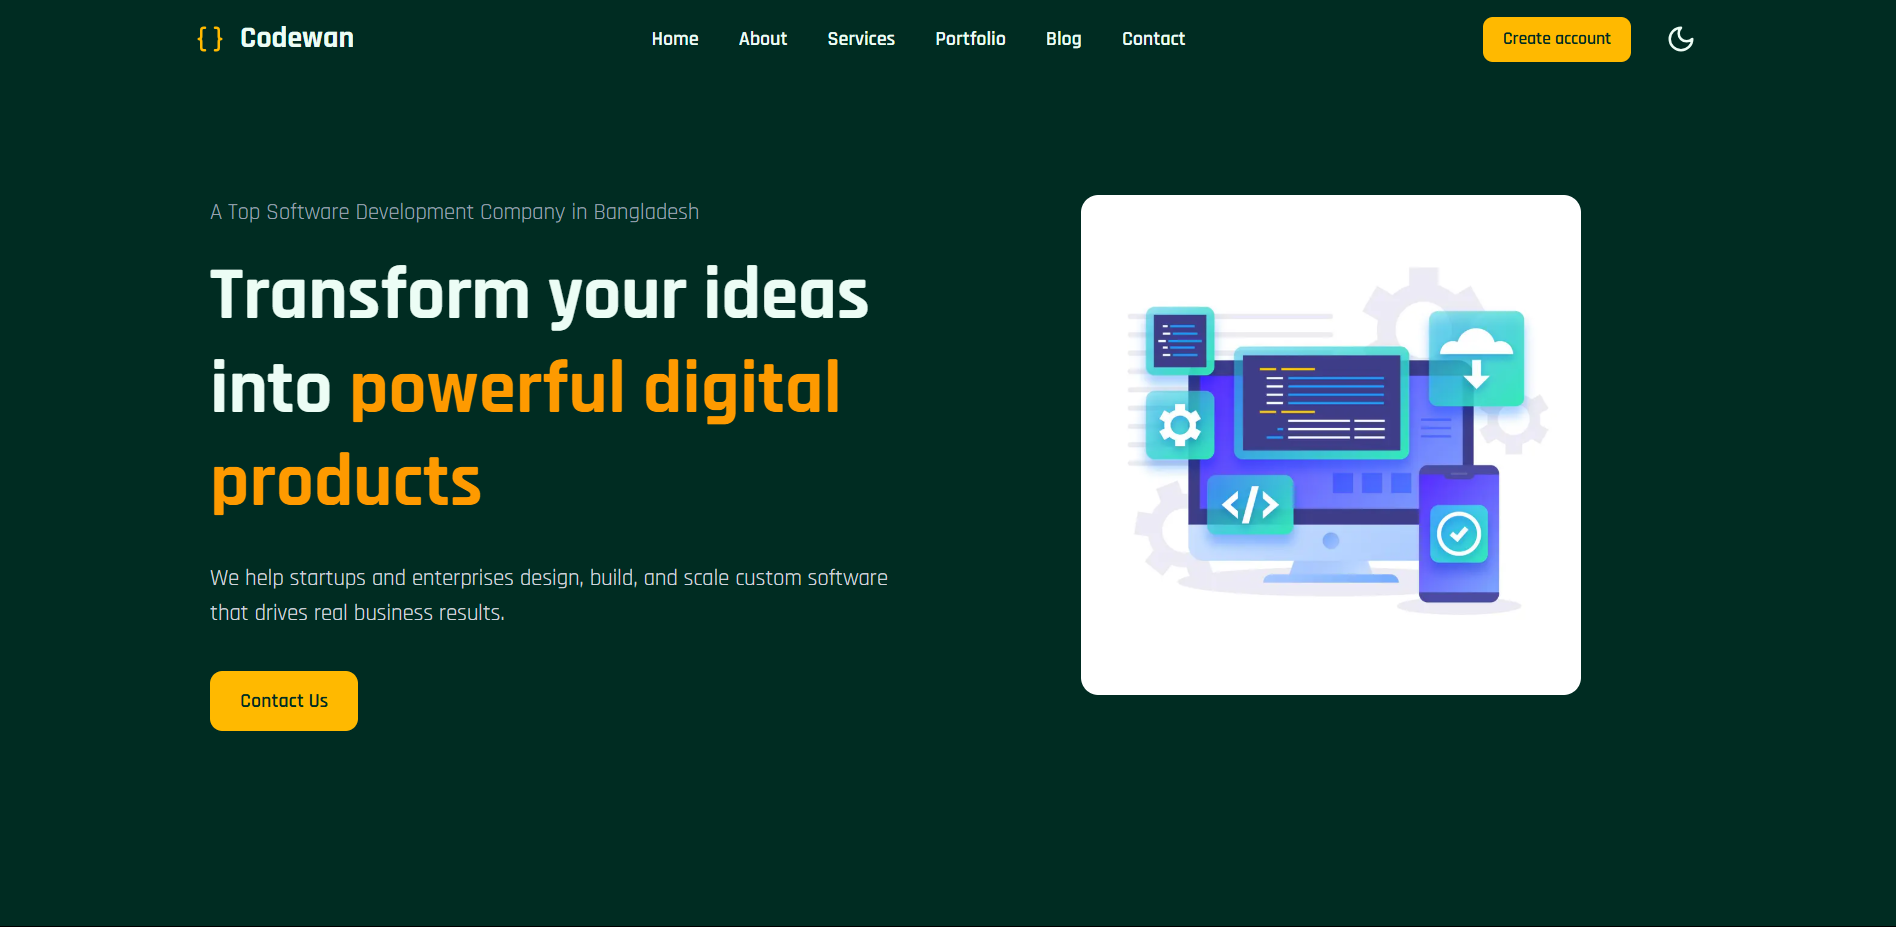 { } Codewan
Home About Services Portfolio Blog Contact
Create account
A Top Software Development Company in Bangladesh
Transform your ideas
into powerful digital
products
We help startups and enterprises design, build, and scale custom software
that drives real business results.
Contact Us
</>